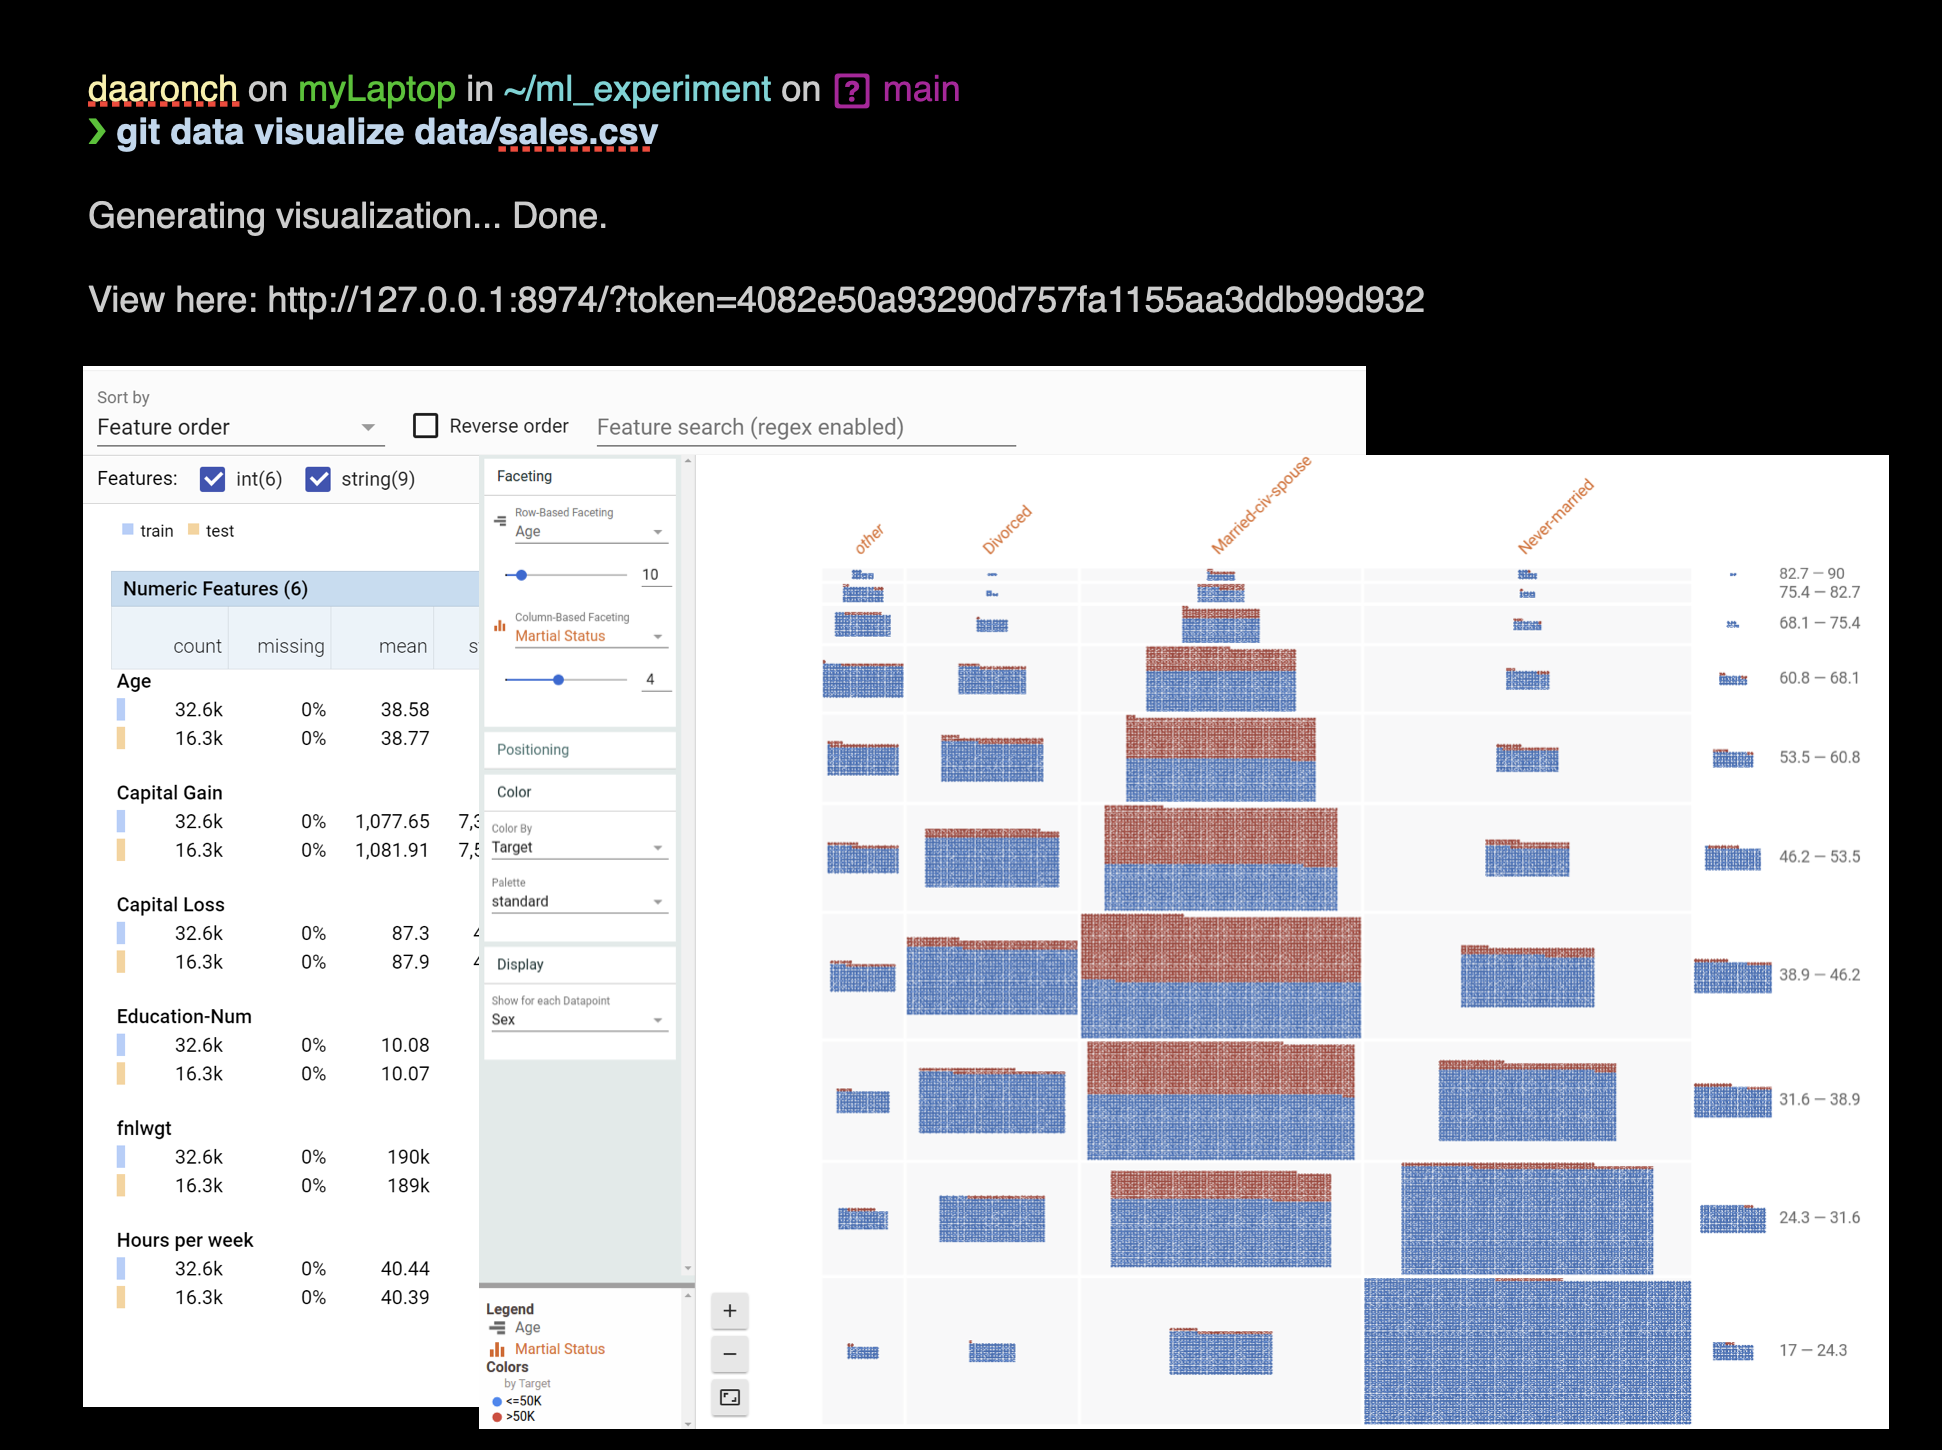 daaronch on myLaptop in ~/ml_experiment on ? main
❯ git data visualize data/sales.csv
Generating visualization... Done.
View here: http://127.0.0.1:8974/?token=4082e50a93290d757fa1155aa3ddb99d932
Sort by
Feature order
Reverse order
Feature search (regex enabled)
Features: int(6) string(9)
train test
Numeric Features (6)
count missing mean s
Age
32.6k 0% 38.58
16.3k 0% 38.77
Capital Gain
32.6k 0% 1,077.65 7,3
16.3k 0% 1,081.91 7,5
Capital Loss
32.6k 0% 87.3
16.3k 0% 87.9
Education-Num
32.6k 0% 10.08
16.3k 0% 10.07
fnlwgt
32.6k 0% 190k
16.3k 0% 189k
Hours per week
32.6k 0% 40.44
16.3k 0% 40.39
Faceting
Row-Based Faceting
Age
10
Column-Based Faceting
Martial Status
4
Positioning
Color
Color By
Target
Palette
standard
Display
Show for each Datapoint
Sex
Legend
Age
Martial Status
Colors
by Target
<=50K
>50K
+
−
other
Divorced
Married-civ-spouse
Never-married
82.7 – 90
75.4 – 82.7
68.1 – 75.4
60.8 – 68.1
53.5 – 60.8
46.2 – 53.5
38.9 – 46.2
31.6 – 38.9
24.3 – 31.6
17 – 24.3